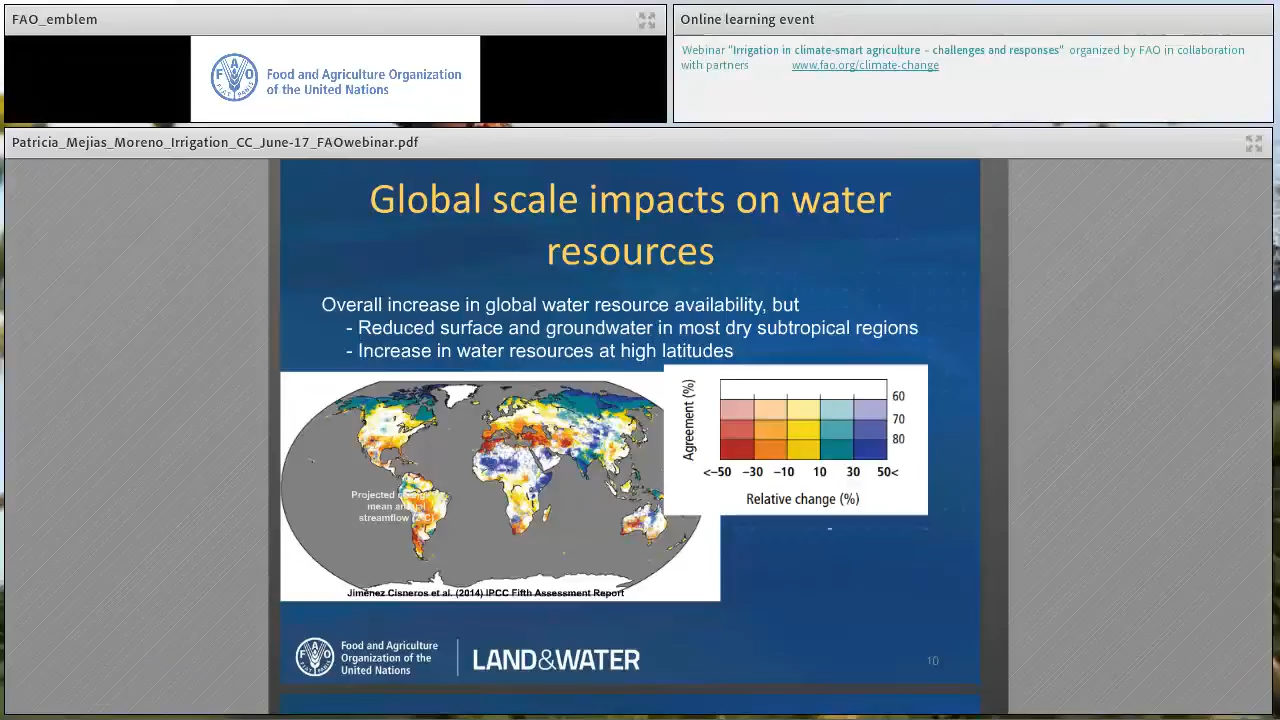 FAO_emblem
Food and Agriculture Organization
of the United Nations
Online learning event
Webinar "Irrigation in climate-smart agriculture - challenges and responses" organized by FAO in collaboration
with partners www.fao.org/climate-change
Patricia_Mejias_Moreno_Irrigation_CC_June-17_FAOwebinar.pdf
Global scale impacts on water
resources
Overall increase in global water resource availability, but
- Reduced surface and groundwater in most dry subtropical regions
- Increase in water resources at high latitudes
Agreement (%)
60
70
80
<-50 -30 -10 10 30 50<
Relative change (%)
Projected
mean
streamflow
Jiménez Cisneros et al. (2014) IPCC Fifth Assessment Report
FAO
FIAT PANIS
Food and Agriculture
Organization of the
United Nations
LAND&WATER
10